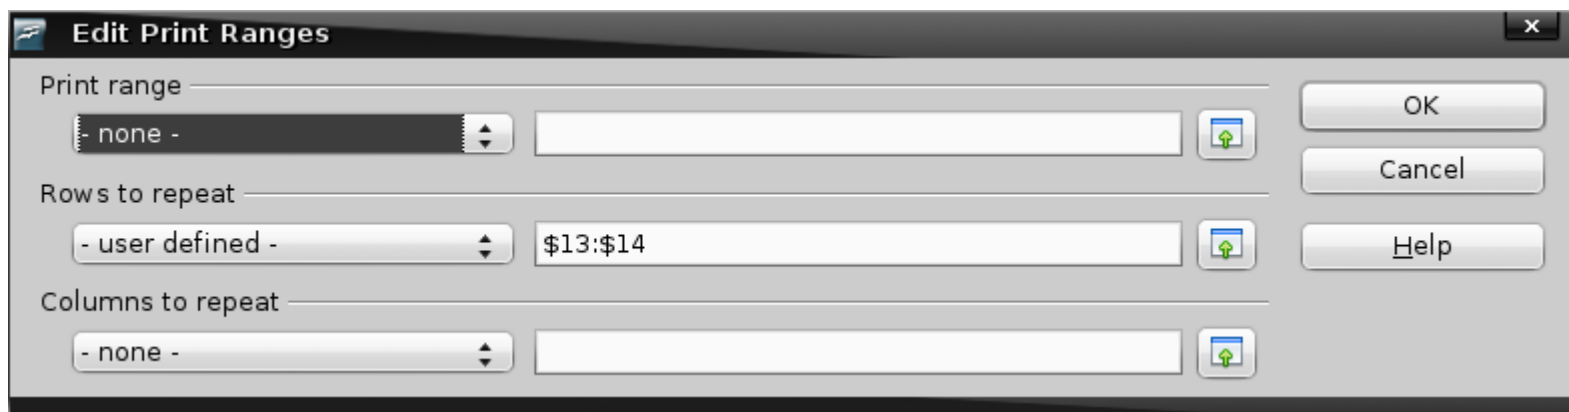 Edit Print Ranges
x
Print range
- none -
OK
Cancel
Rows to repeat
- user defined -
$13:$14
Help
Columns to repeat
- none -